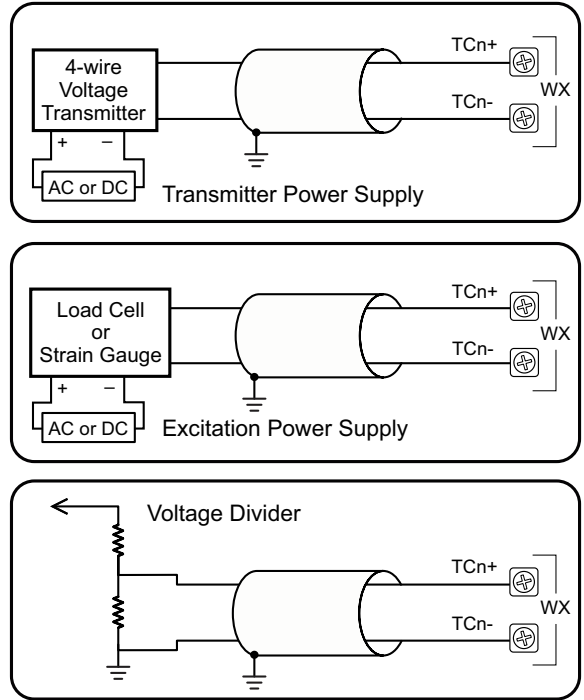 4-wire
Voltage
Transmitter
+ –
AC or DC
Transmitter Power Supply
TCn+
TCn-
WX
Load Cell
or
Strain Gauge
+ –
AC or DC
Excitation Power Supply
TCn+
TCn-
WX
Voltage Divider
TCn+
TCn-
WX